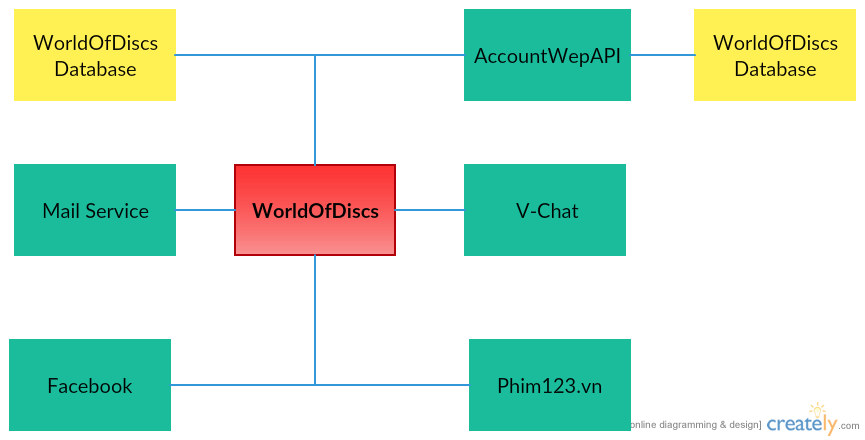 WorldOfDiscs
Database
AccountWepAPI
WorldOfDiscs
Database
Mail Service
WorldOfDiscs
V-Chat
Facebook
Phim123.vn
online diagramming & design]
creately.com